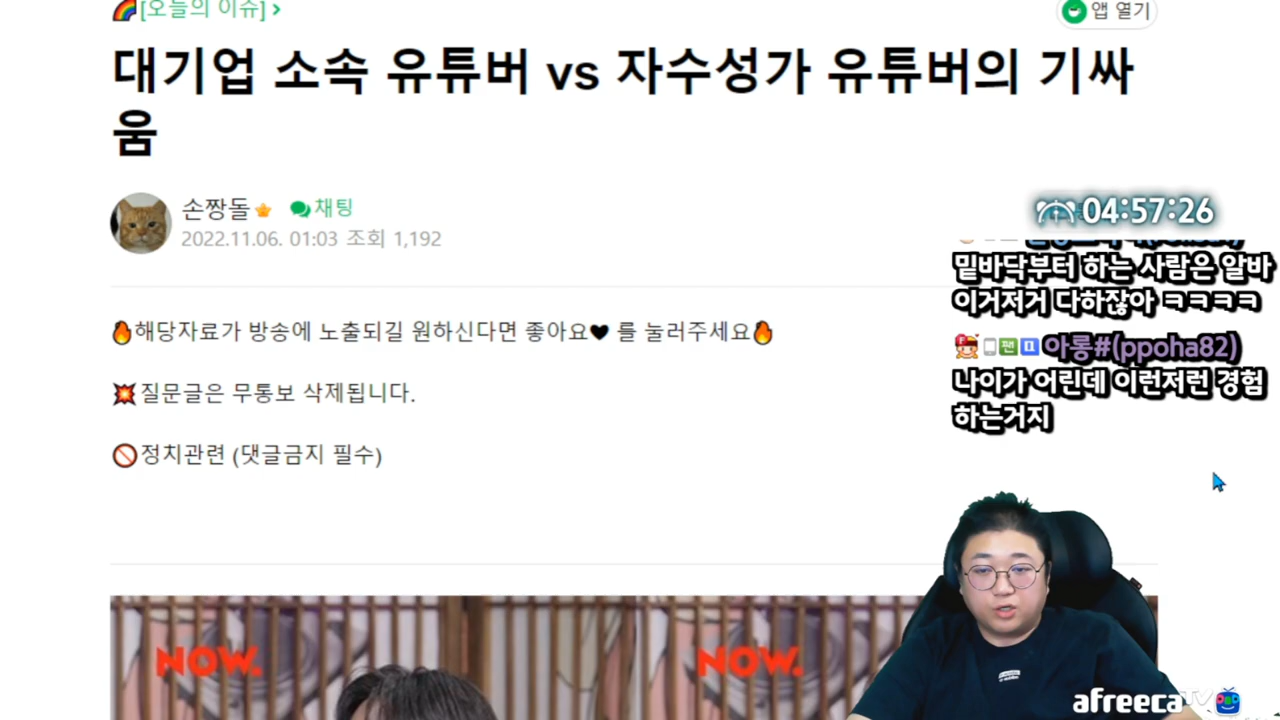 [오늘의 이슈] >
앱 열기
대기업 소속 유튜버 vs 자수성가 유튜버의 기싸
움
손짱돌 채팅
2022.11.06. 01:03 조회 1,192
04:57:26
밑바닥부터 하는 사람은 알바
이거저거 다하잖아 ㅋㅋㅋㅋ
팬 아롱#(ppoha82)
나이가 어린데 이런저런 경험
하는거지
🔥해당자료가 방송에 노출되길 원하신다면 좋아요🖤 를 눌러주세요🔥
💥질문글은 무통보 삭제됩니다.
🚫정치관련 (댓글금지 필수)
NOW. NOW.
afreecaTV